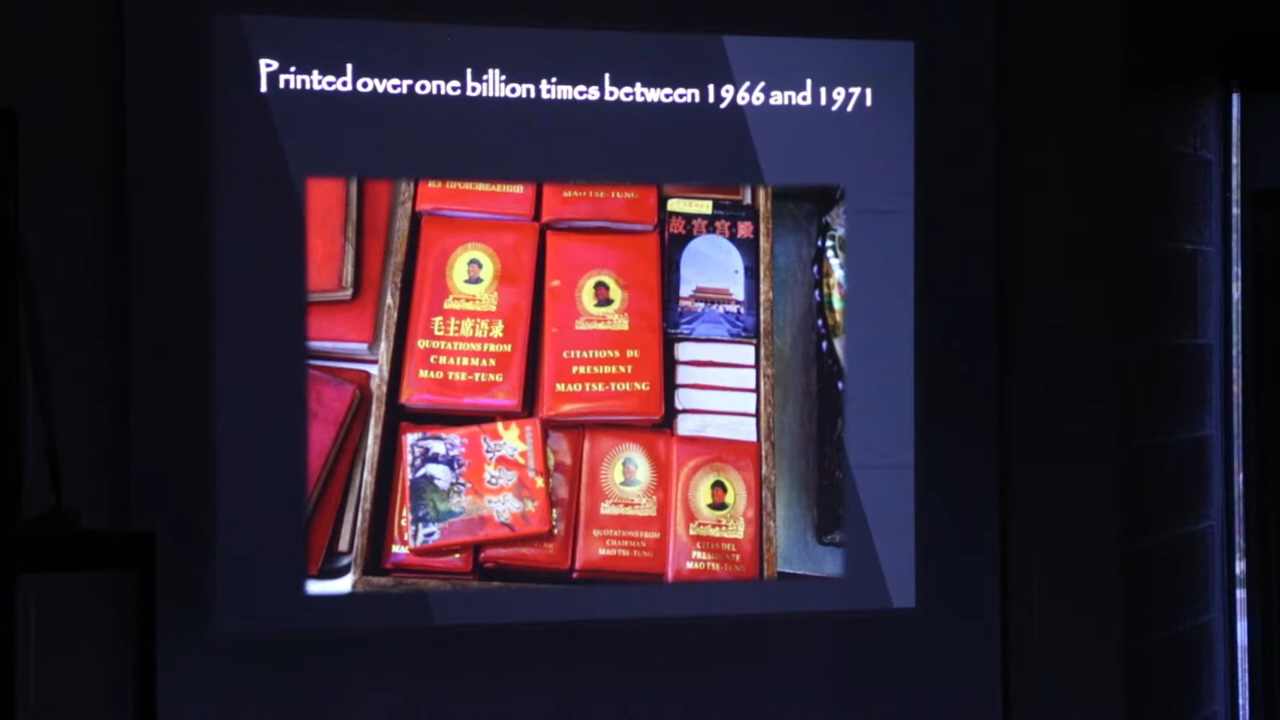 Printed over one billion times between 1966 and 1971
ИЗ ПРОИЗВЕДЕНИЙ
MAO TSE-TUNG
故·宫·宫·殿
毛主席语录
QUOTATIONS FROM
CHAIRMAN
MAO TSE-TUNG
CITATIONS DU
PRESIDENT
MAO TSE-TOUNG
QUOTATIONS FROM
CHAIRMAN
MAO TSE-TUNG
CITAS DEL
PRESIDENTE
MAO TSE-TUNG